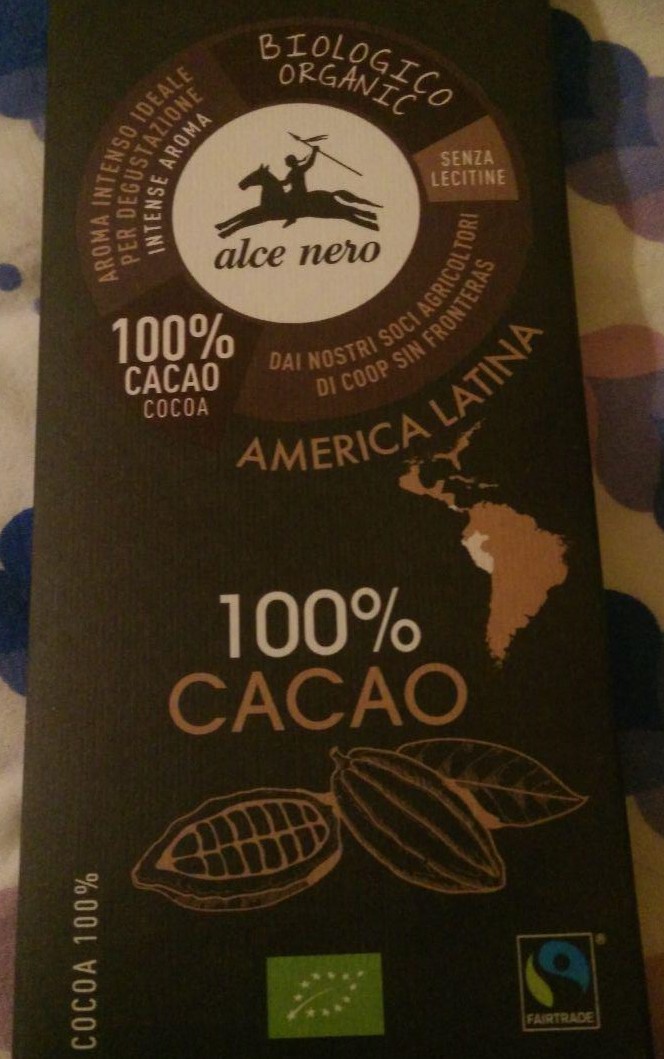 BIOLOGICO
ORGANIC
AROMA INTENSO IDEALE
PER DEGUSTAZIONE
INTENSE AROMA
SENZA
LECITINE
alce nero
100%
CACAO
COCOA
DAI NOSTRI SOCI AGRICOLTORI
DI COOP SIN FRONTERAS
AMERICA LATINA
100%
CACAO
COCOA 100%
FAIRTRADE
®